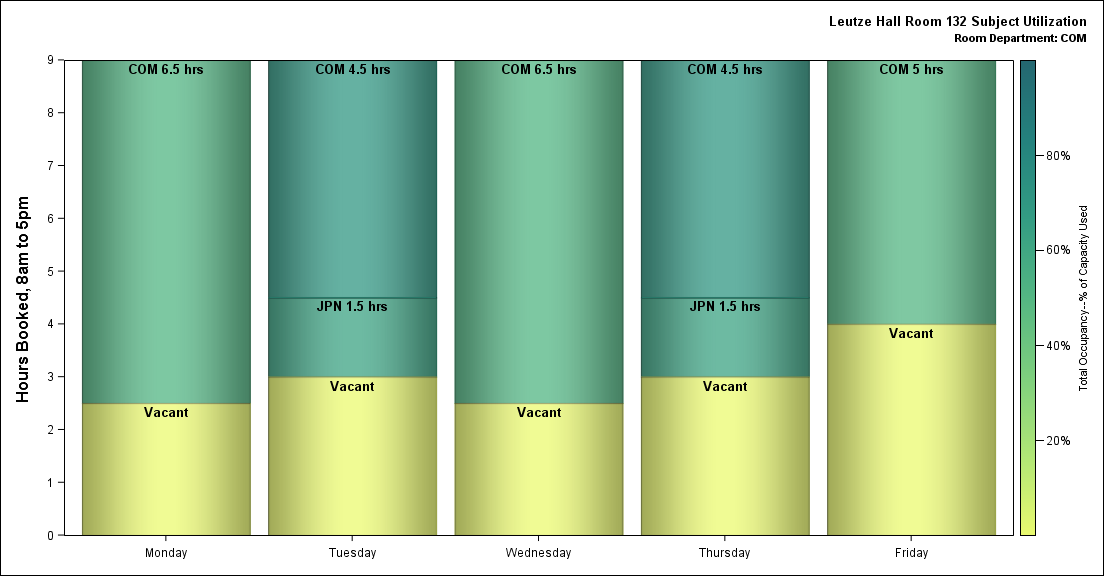 Leutze Hall Room 132 Subject Utilization
Room Department: COM
Hours Booked, 8am to 5pm
9
8
7
6
5
4
3
2
1
0
COM 6.5 hrs
Vacant
COM 4.5 hrs
JPN 1.5 hrs
Vacant
COM 6.5 hrs
Vacant
COM 4.5 hrs
JPN 1.5 hrs
Vacant
COM 5 hrs
Vacant
Monday
Tuesday
Wednesday
Thursday
Friday
80%
60%
40%
20%
Total Occupancy--% of Capacity Used